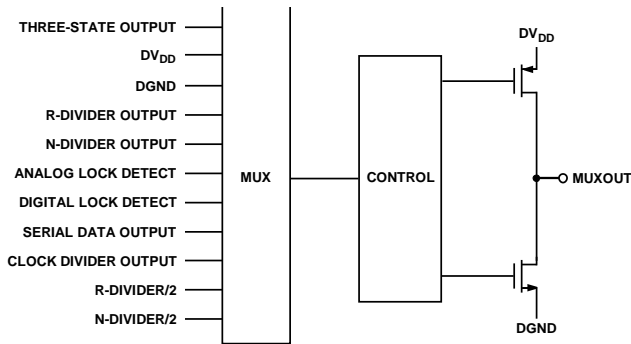 THREE-STATE OUTPUT
DVDD
DGND
R-DIVIDER OUTPUT
N-DIVIDER OUTPUT
ANALOG LOCK DETECT
DIGITAL LOCK DETECT
SERIAL DATA OUTPUT
CLOCK DIVIDER OUTPUT
R-DIVIDER/2
N-DIVIDER/2
MUX
CONTROL
DVDD
MUXOUT
DGND